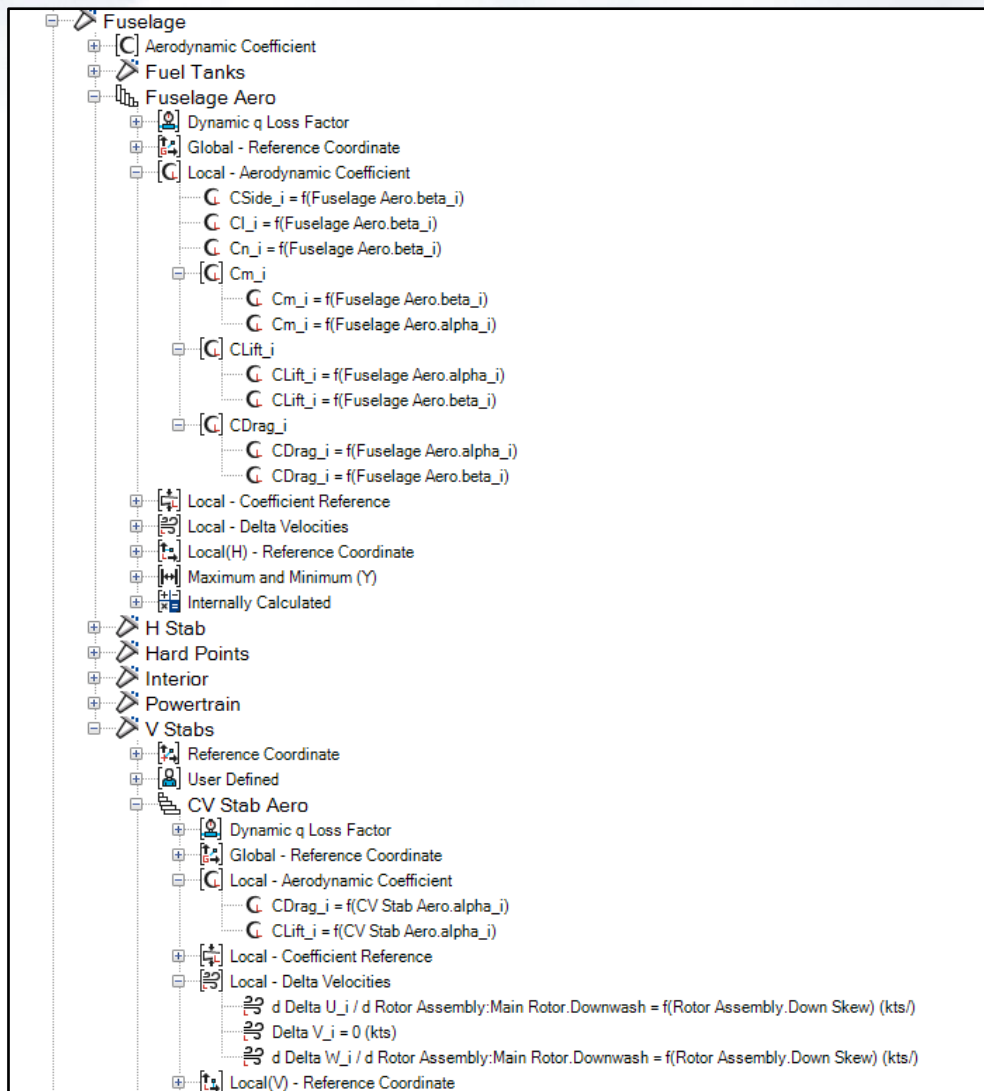 Fuselage
Aerodynamic Coefficient
Fuel Tanks
Fuselage Aero
Dynamic q Loss Factor
Global - Reference Coordinate
Local - Aerodynamic Coefficient
CSide_i = f(Fuselage Aero.beta_i)
Cl_i = f(Fuselage Aero.beta_i)
Cn_i = f(Fuselage Aero.beta_i)
Cm_i
Cm_i = f(Fuselage Aero.beta_i)
Cm_i = f(Fuselage Aero.alpha_i)
CLift_i
CLift_i = f(Fuselage Aero.alpha_i)
CLift_i = f(Fuselage Aero.beta_i)
CDrag_i
CDrag_i = f(Fuselage Aero.alpha_i)
CDrag_i = f(Fuselage Aero.beta_i)
Local - Coefficient Reference
Local - Delta Velocities
Local(H) - Reference Coordinate
Maximum and Minimum (Y)
Internally Calculated
H Stab
Hard Points
Interior
Powertrain
V Stabs
Reference Coordinate
User Defined
CV Stab Aero
Dynamic q Loss Factor
Global - Reference Coordinate
Local - Aerodynamic Coefficient
CDrag_i = f(CV Stab Aero.alpha_i)
CLift_i = f(CV Stab Aero.alpha_i)
Local - Coefficient Reference
Local - Delta Velocities
d Delta U_i / d Rotor Assembly:Main Rotor.Downwash = f(Rotor Assembly.Down Skew) (kts/)
Delta V_i = 0 (kts)
d Delta W_i / d Rotor Assembly:Main Rotor.Downwash = f(Rotor Assembly.Down Skew) (kts/)
Local(V) - Reference Coordinate